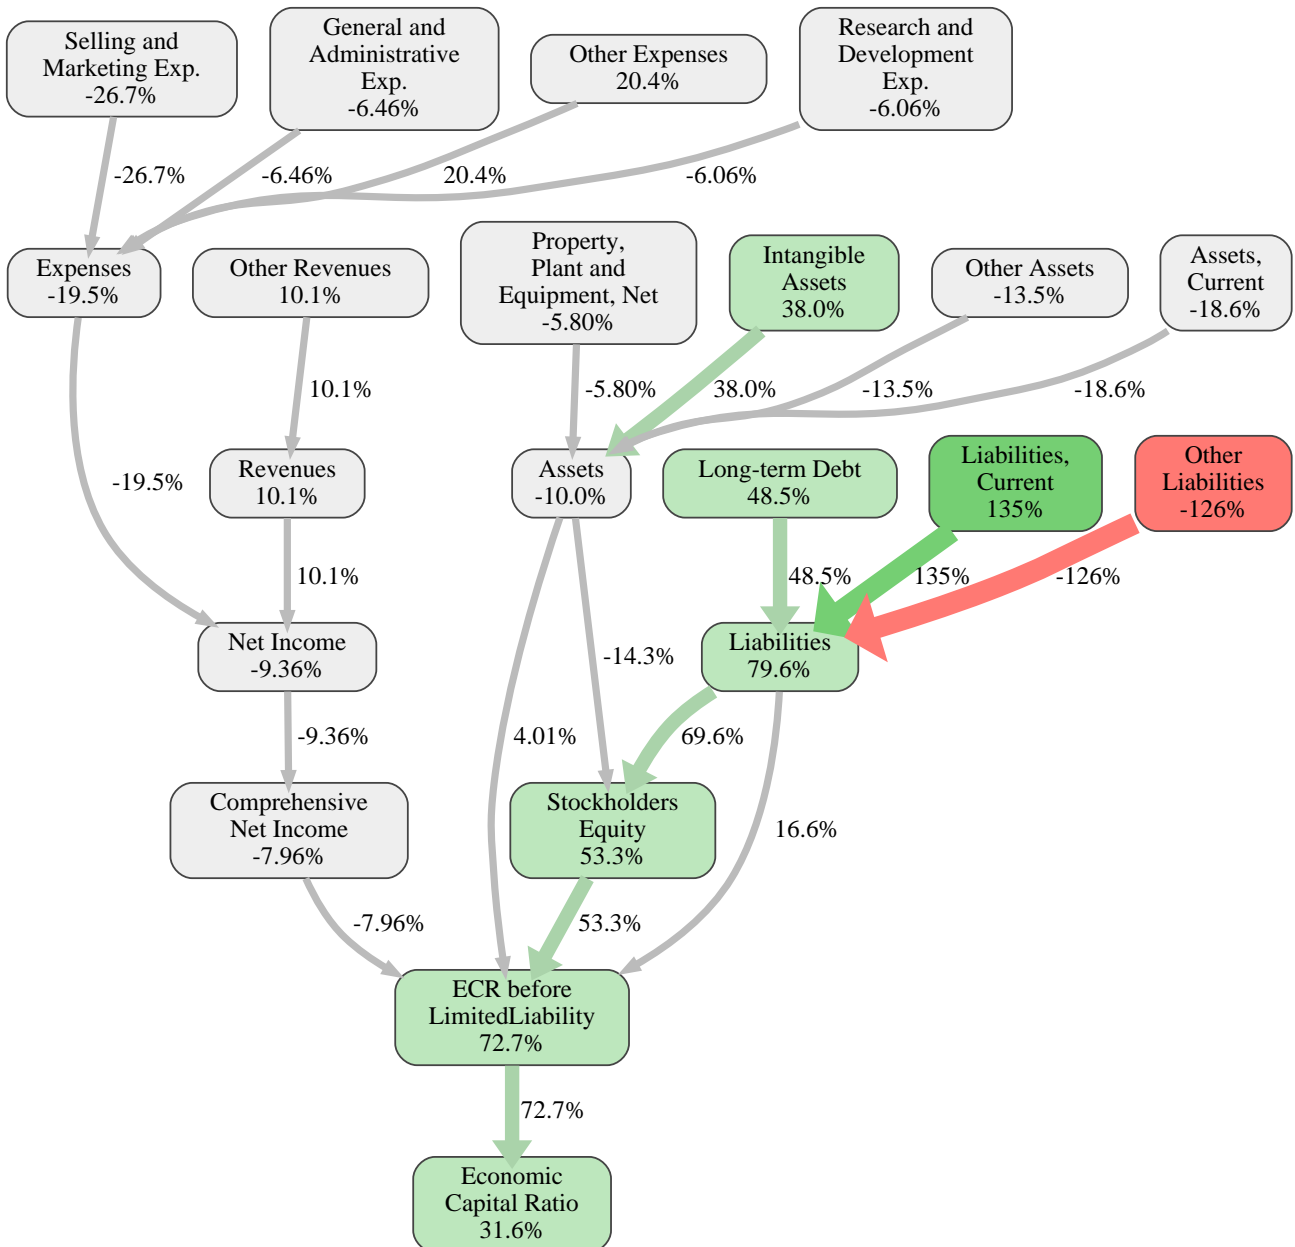 Selling and
Marketing Exp.
-26.7%
General and
Administrative
Exp.
-6.46%
Other Expenses
20.4%
Research and
Development
Exp.
-6.06%
-26.7%
-6.46%
20.4%
-6.06%
Expenses
-19.5%
Other Revenues
10.1%
Property,
Plant and
Equipment, Net
-5.80%
Intangible
Assets
38.0%
Other Assets
-13.5%
Assets,
Current
-18.6%
10.1%
-5.80%
38.0%
-13.5%
-18.6%
-19.5%
Revenues
10.1%
Assets
-10.0%
Long-term Debt
48.5%
Liabilities,
Current
135%
Other
Liabilities
-126%
10.1%
48.5%
135%
-126%
Net Income
-9.36%
-14.3%
Liabilities
79.6%
-9.36%
4.01%
69.6%
Comprehensive
Net Income
-7.96%
Stockholders
Equity
53.3%
16.6%
-7.96%
53.3%
ECR before
LimitedLiability
72.7%
72.7%
Economic
Capital Ratio
31.6%